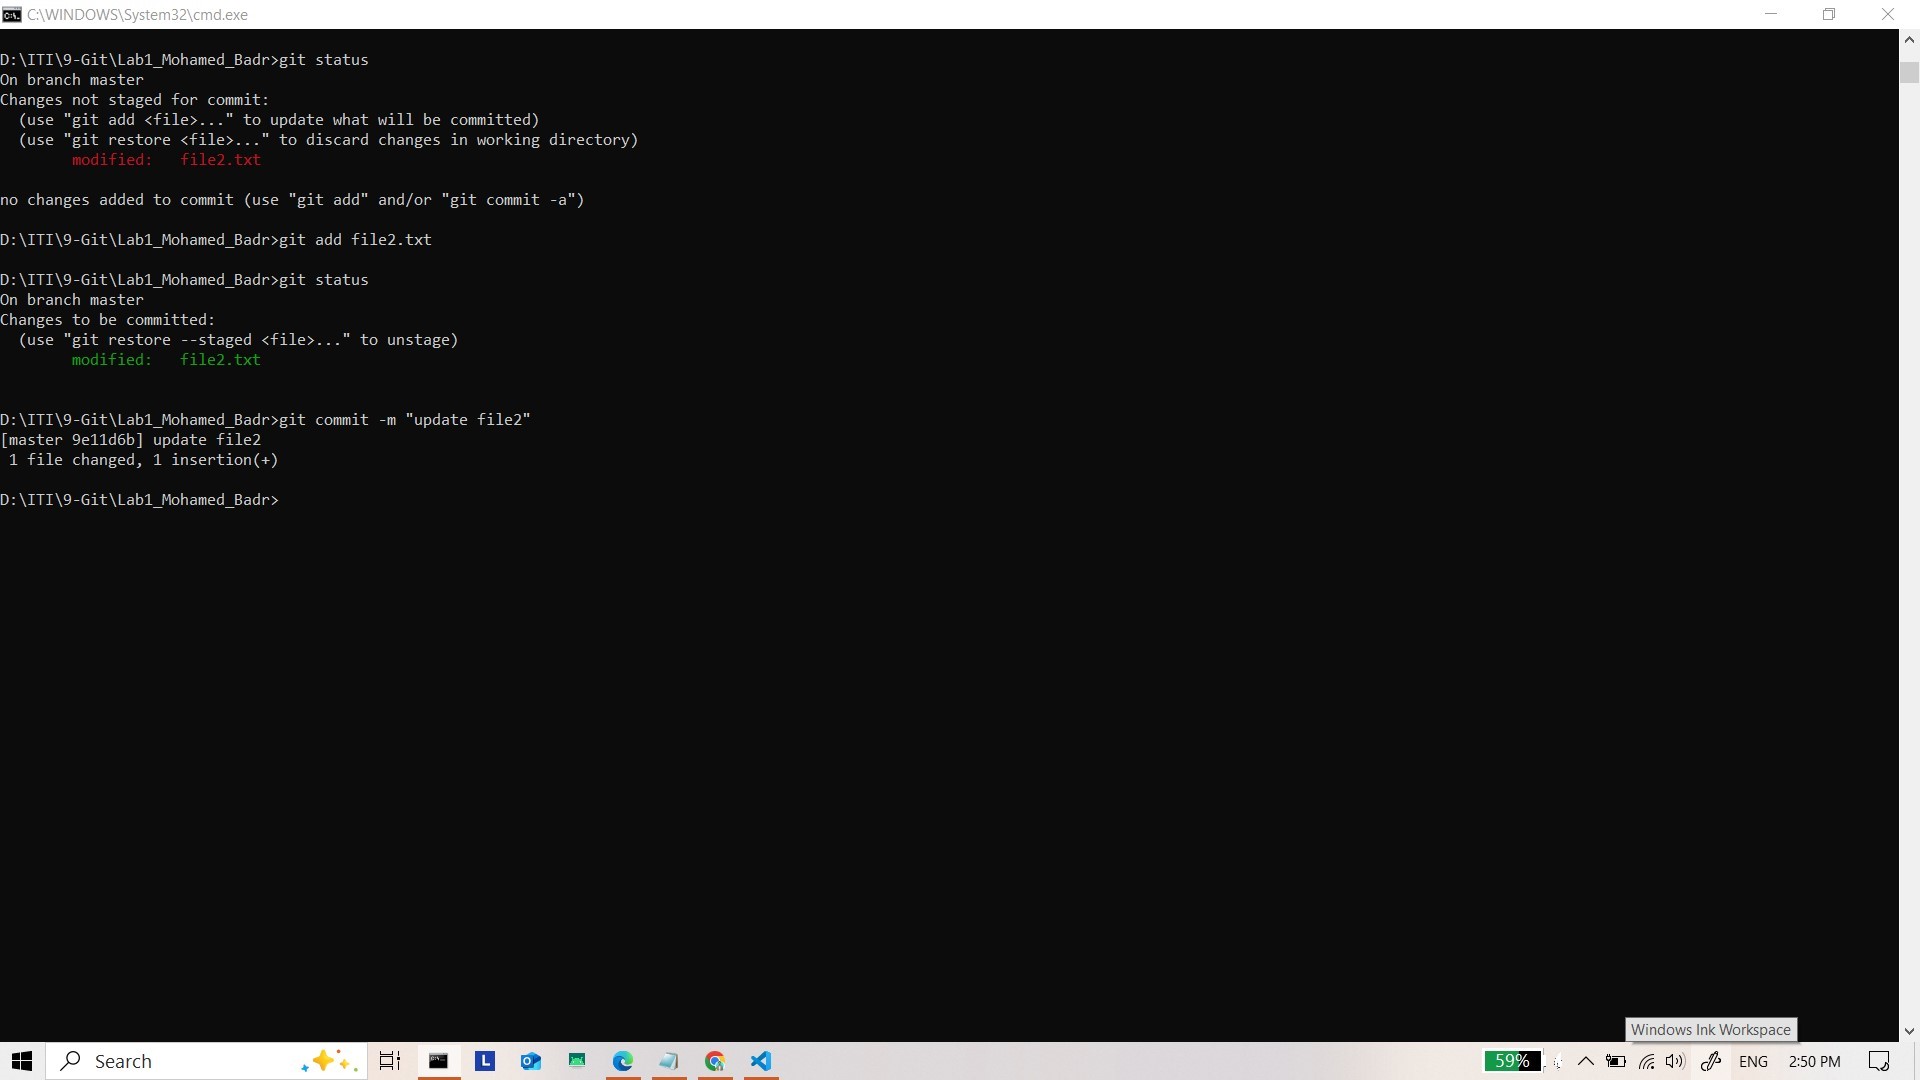 C:\WINDOWS\System32\cmd.exe
D:\ITI\9-Git\Lab1_Mohamed_Badr>git status
On branch master
Changes not staged for commit:
  (use "git add <file>..." to update what will be committed)
  (use "git restore <file>..." to discard changes in working directory)
        modified:   file2.txt
no changes added to commit (use "git add" and/or "git commit -a")
D:\ITI\9-Git\Lab1_Mohamed_Badr>git add file2.txt
D:\ITI\9-Git\Lab1_Mohamed_Badr>git status
On branch master
Changes to be committed:
  (use "git restore --staged <file>..." to unstage)
        modified:   file2.txt
D:\ITI\9-Git\Lab1_Mohamed_Badr>git commit -m "update file2"
[master 9e11d6b] update file2
 1 file changed, 1 insertion(+)
D:\ITI\9-Git\Lab1_Mohamed_Badr>
Windows Ink Workspace
Search
L
59%
ENG
2:50 PM